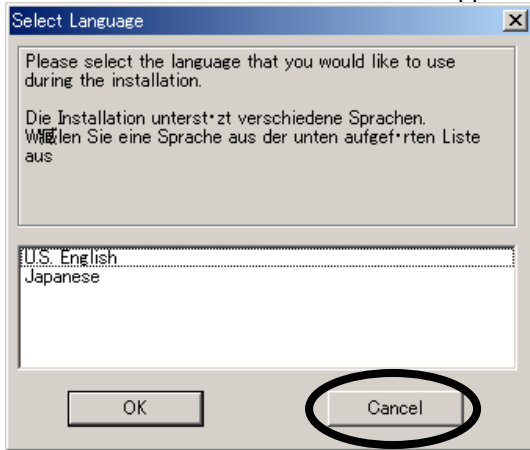 Select Language
Please select the language that you would like to use
during the installation.
Die Installation unterst・zt verschiedene Sprachen.
W臧len Sie eine Sprache aus der unten aufgef・rten Liste
aus
U.S. English
Japanese
OK
Cancel